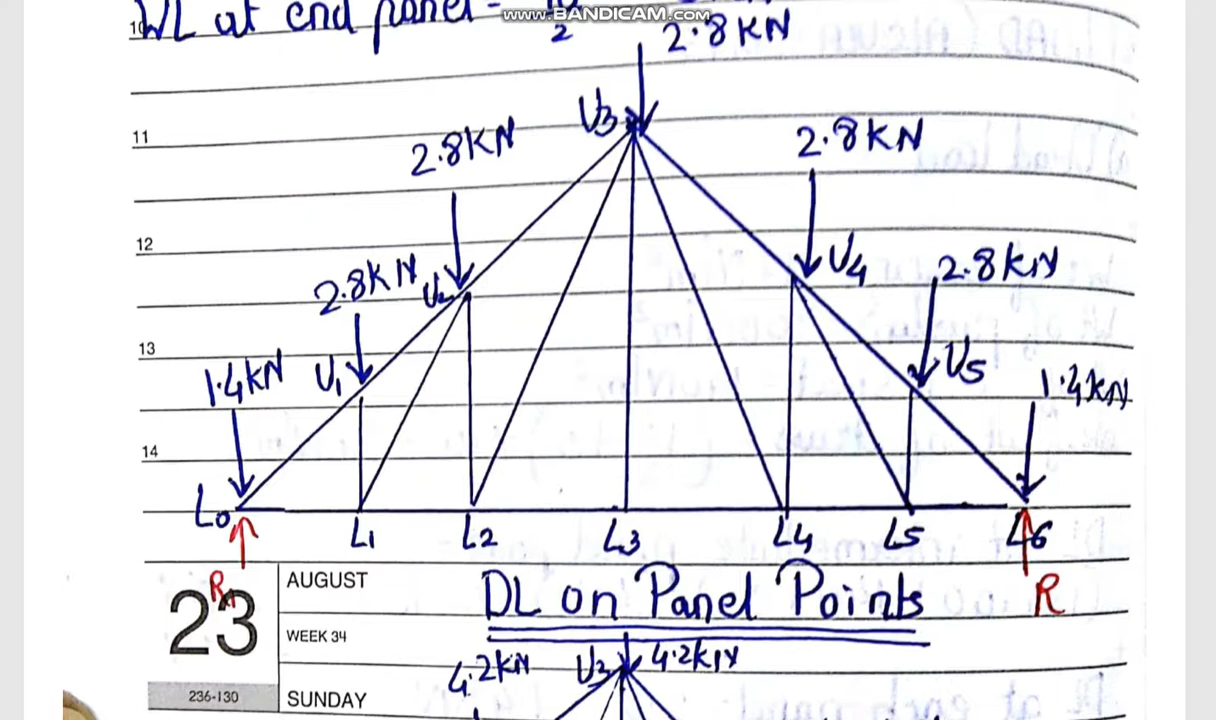 www.BANDICAM.com
10 WL at end panel -
2
2.8KN
11
U3
2.8KN
2.8KN
12
2.8KN
U2
U4
2.8KN
13
1.4KN
U1
U5
1.4KN
14
L0
L1
L2
L3
L4
L5
L6
R
R
23
AUGUST
DL on Panel Points
WEEK 34
4.2KN
U3
4.2KN
236-130
SUNDAY